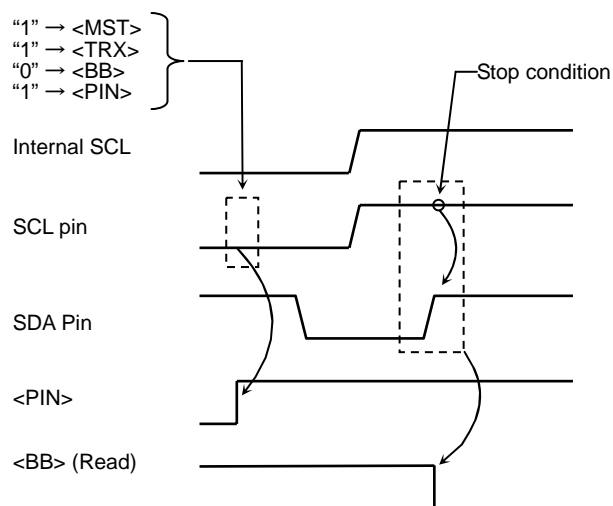 “1” → <MST>
“1” → <TRX>
“0” → <BB>
“1” → <PIN>
Stop condition
Internal SCL
SCL pin
SDA Pin
<PIN>
<BB> (Read)